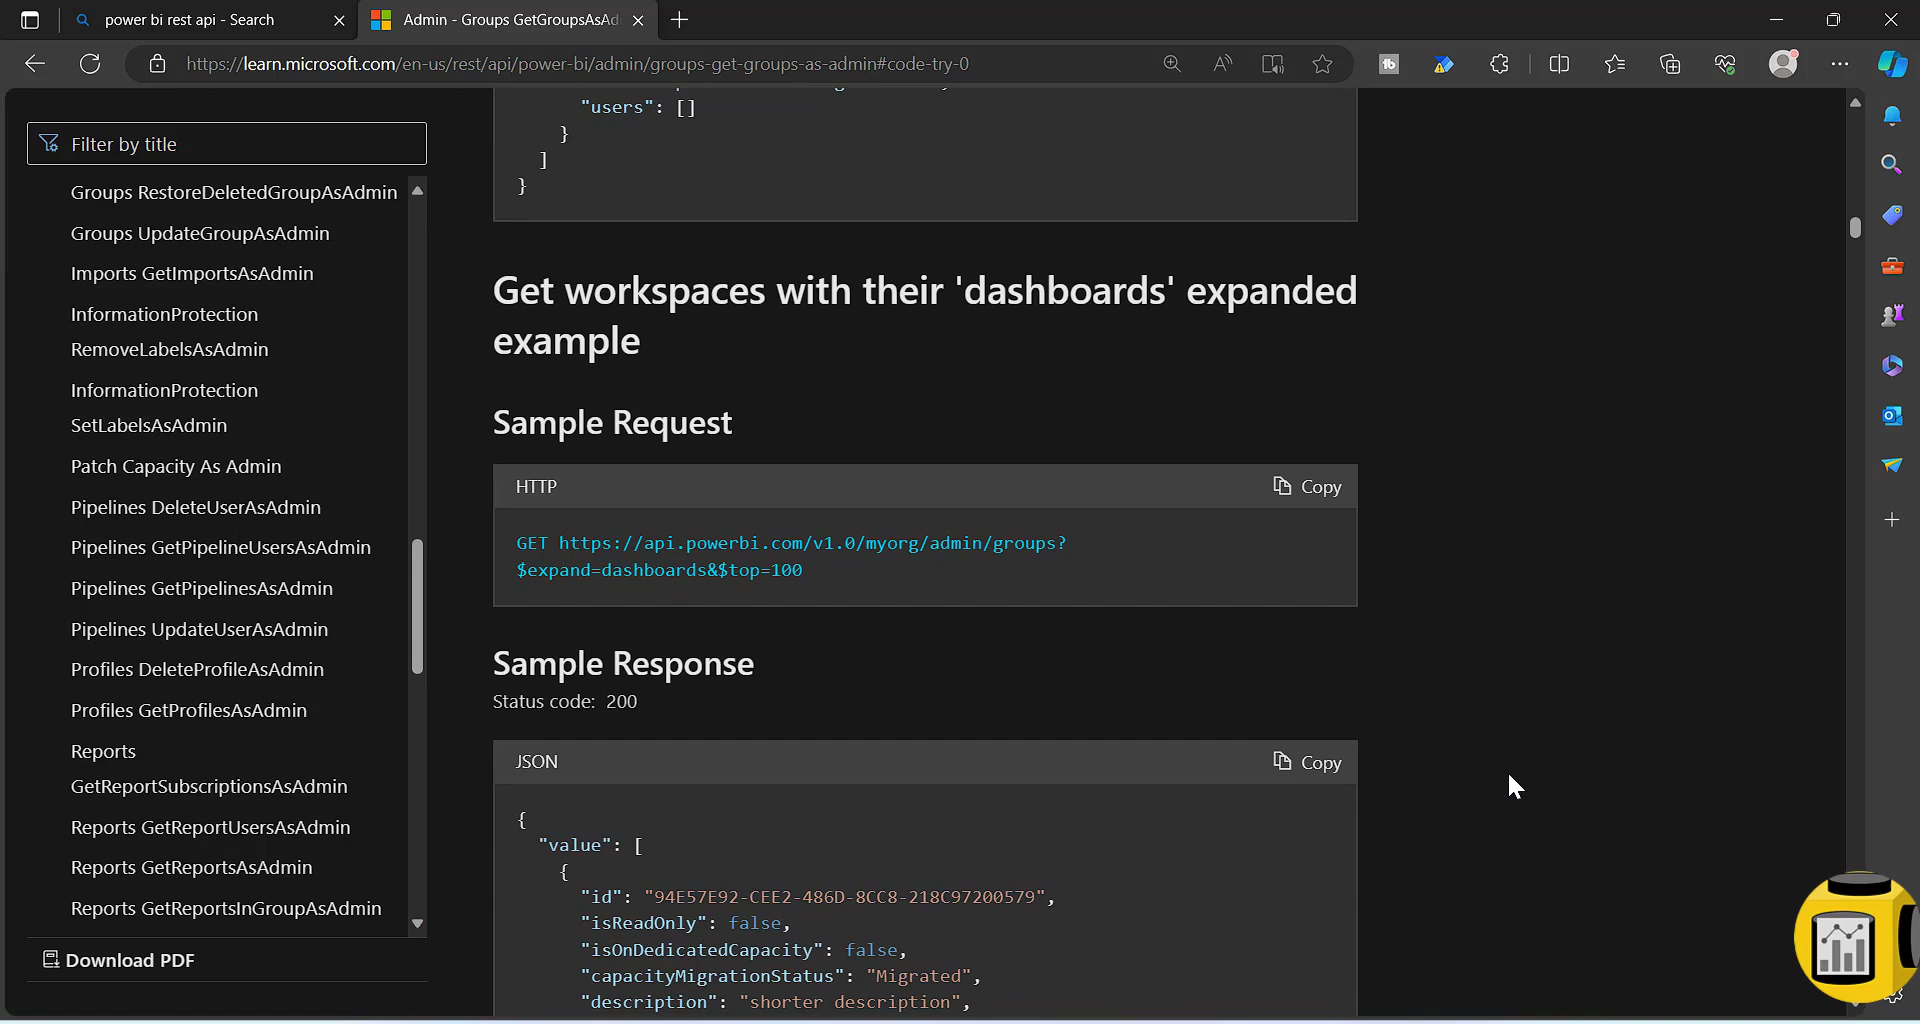 power bi rest api - Search
Admin - Groups GetGroupsAsAd
https://learn.microsoft.com/en-us/rest/api/power-bi/admin/groups-get-groups-as-admin#code-try-0
Filter by title
Groups RestoreDeletedGroupAsAdmin
Groups UpdateGroupAsAdmin
Imports GetImportsAsAdmin
InformationProtection
RemoveLabelsAsAdmin
InformationProtection
SetLabelsAsAdmin
Patch Capacity As Admin
Pipelines DeleteUserAsAdmin
Pipelines GetPipelineUsersAsAdmin
Pipelines GetPipelinesAsAdmin
Pipelines UpdateUserAsAdmin
Profiles DeleteProfileAsAdmin
Profiles GetProfilesAsAdmin
Reports
GetReportSubscriptionsAsAdmin
Reports GetReportUsersAsAdmin
Reports GetReportsAsAdmin
Reports GetReportsInGroupAsAdmin
Download PDF
"users": []
}
]
}
Get workspaces with their 'dashboards' expanded
example
Sample Request
HTTP
Copy
GET https://api.powerbi.com/v1.0/myorg/admin/groups?
$expand=dashboards&$top=100
Sample Response
Status code: 200
JSON
Copy
{
"value": [
{
"id": "94E57E92-CEE2-486D-8CC8-218C97200579",
"isReadOnly": false,
"isOnDedicatedCapacity": false,
"capacityMigrationStatus": "Migrated",
"description": "shorter description",